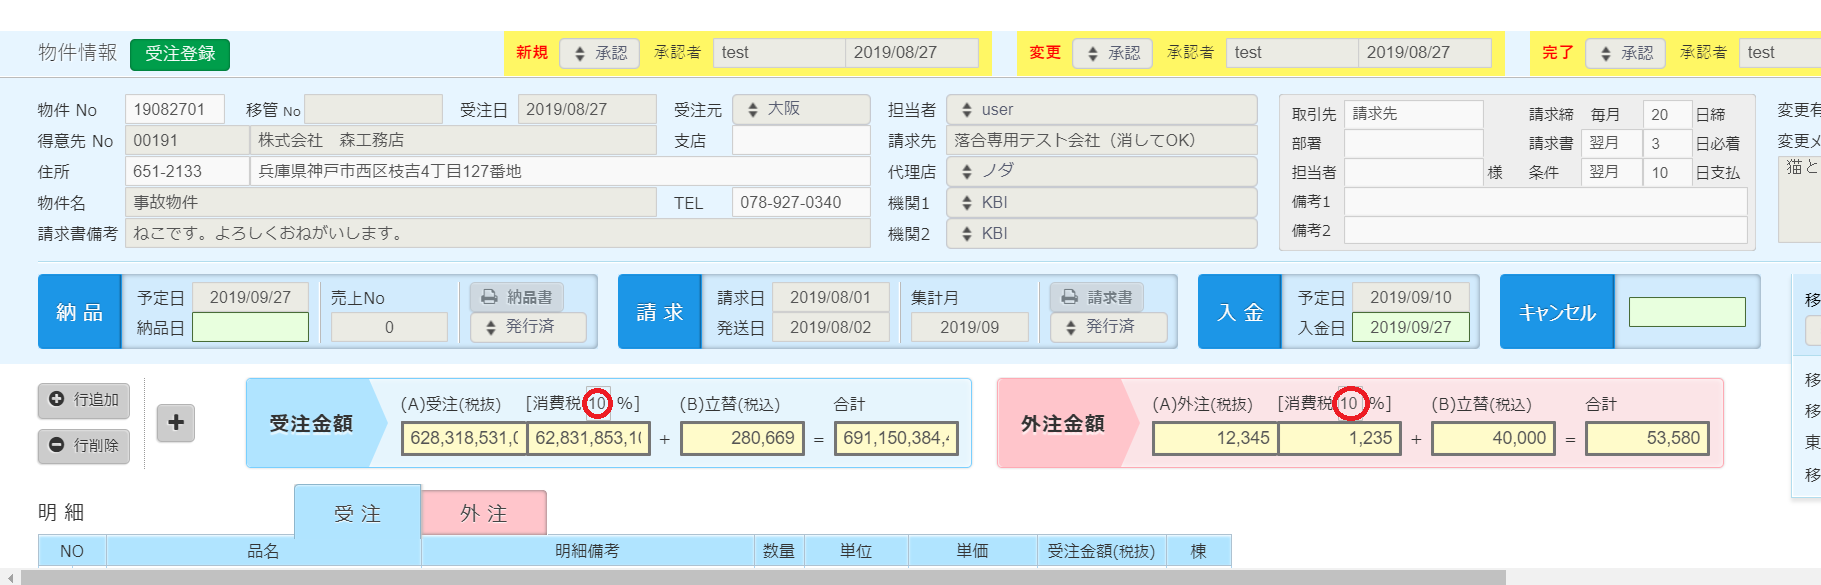 物件情報 受注登録 新規 承認 承認者 test 2019/08/27 変更 承認 承認者 test 2019/08/27 完了 承認 承認者 test
物件 No 19082701 移管 No 受注日 2019/08/27 受注元 大阪 担当者 user 取引先 請求先 請求締 毎月 20 日締
得意先 No 00191 株式会社　森工務店 支店 請求先 落合専用テスト会社（消してOK） 部署 請求書 翌月 3 日必着
住所 651-2133 兵庫県神戸市西区枝吉4丁目127番地 代理店 ノダ 担当者 様 条件 翌月 10 日支払
物件名 事故物件 TEL 078-927-0340 機関1 KBI 備考1
請求書備考 ねこです。よろしくおねがいします。 機関2 KBI 備考2
変更
変更
猫と
納品 予定日 2019/09/27 売上No 納品書 請求 請求日 2019/08/01 集計月 請求書 入金 予定日 2019/09/10 キャンセル
納品日 0 発行済 発送日 2019/08/02 2019/09 発行済 入金日 2019/09/27
行追加 受注金額 (A)受注(税抜) [消費税 10 %] (B)立替(税込) 合計 外注金額 (A)外注(税抜) [消費税 10 %] (B)立替(税込) 合計
行削除 628,318,531,0 62,831,853,10 + 280,669 = 691,150,384, 12,345 1,235 + 40,000 = 53,580
移
移
移
東
移
明細 受注 外注
NO 品名 明細備考 数量 単位 単価 受注金額(税抜) 棟